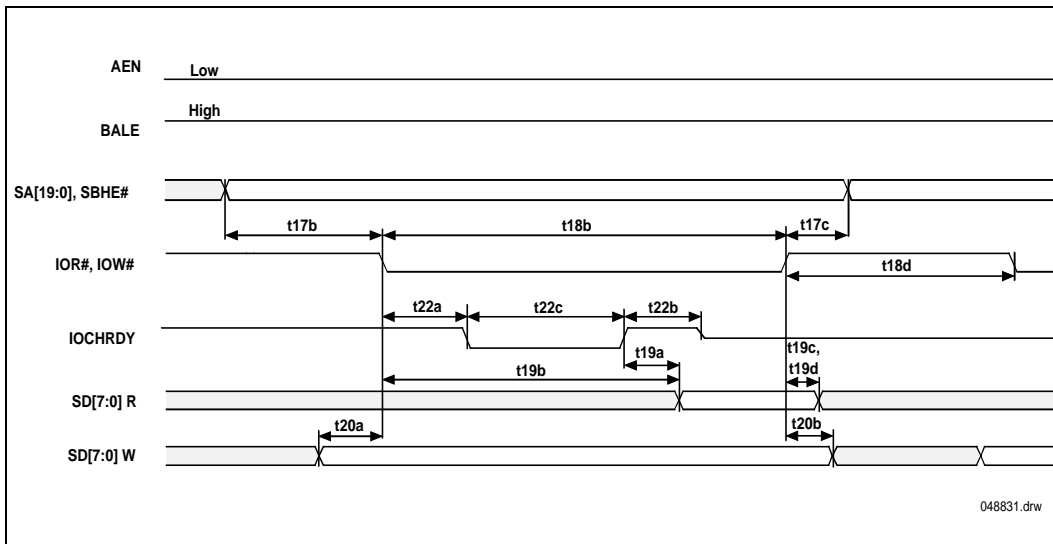 AEN
Low
High
BALE
SA[19:0], SBHE#
t17b
t18b
t17c
IOR#, IOW#
t18d
t22a
t22c
t22b
IOCHRDY
t19a
t19c,
t19b
t19d
SD[7:0] R
t20a
t20b
SD[7:0] W
048831.drw